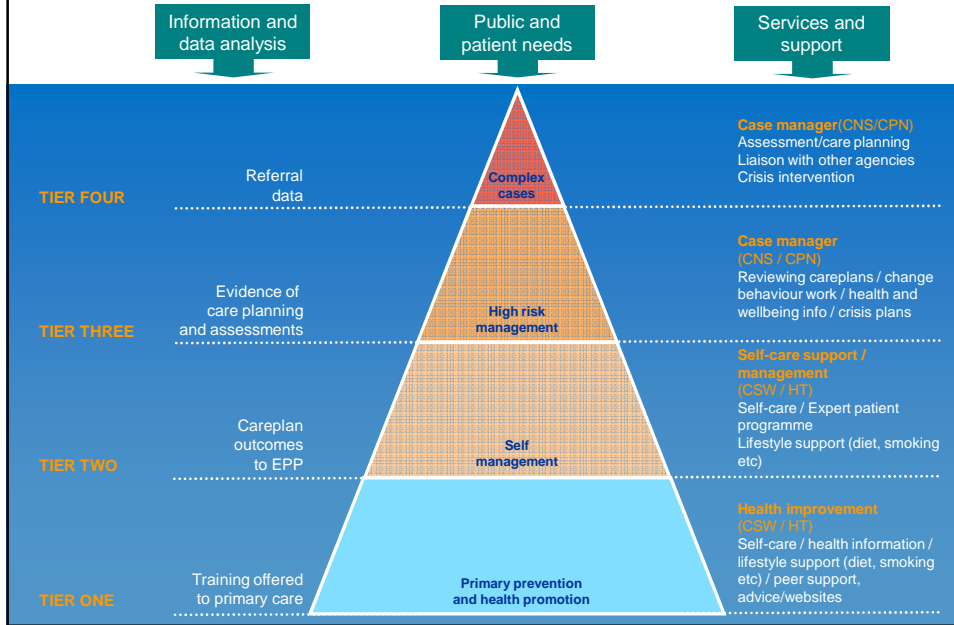 Information and
data analysis
Public and
patient needs
Services and
support
TIER FOUR
Referral
data
Complex
cases
Case manager(CNS/CPN)
Assessment/care planning
Liaison with other agencies
Crisis intervention
TIER THREE
Evidence of
care planning
and assessments
High risk
management
Case manager
(CNS / CPN)
Reviewing careplans / change
behaviour work / health and
wellbeing info / crisis plans
TIER TWO
Careplan
outcomes
to EPP
Self
management
Self-care support /
management
(CSW / HT)
Self-care / Expert patient
programme
Lifestyle support (diet, smoking
etc)
TIER ONE
Training offered
to primary care
Primary prevention
and health promotion
Health improvement
(CSW / HT)
Self-care / health information /
lifestyle support (diet, smoking
etc) / peer support,
advice/websites